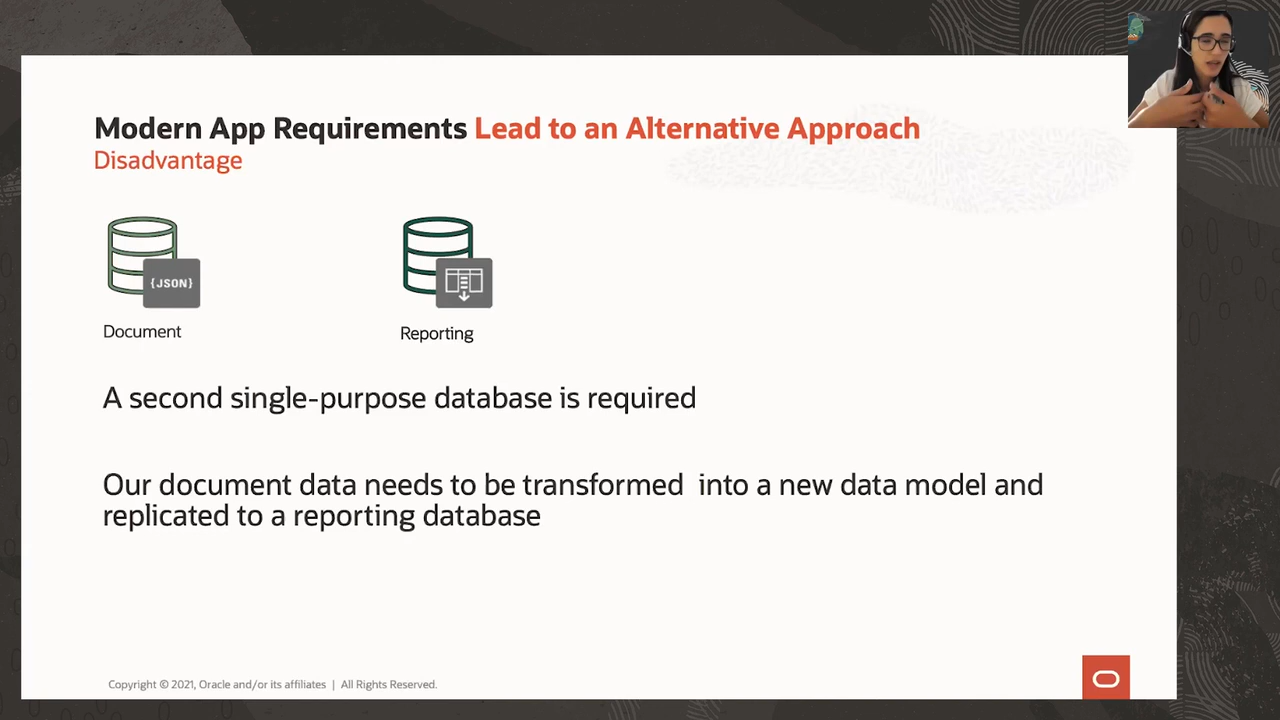 Modern App Requirements Lead to an Alternative Approach
Disadvantage
{JSON}
Document
Reporting
A second single-purpose database is required
Our document data needs to be transformed into a new data model and
replicated to a reporting database
Copyright © 2021, Oracle and/or its affiliates | All Rights Reserved.